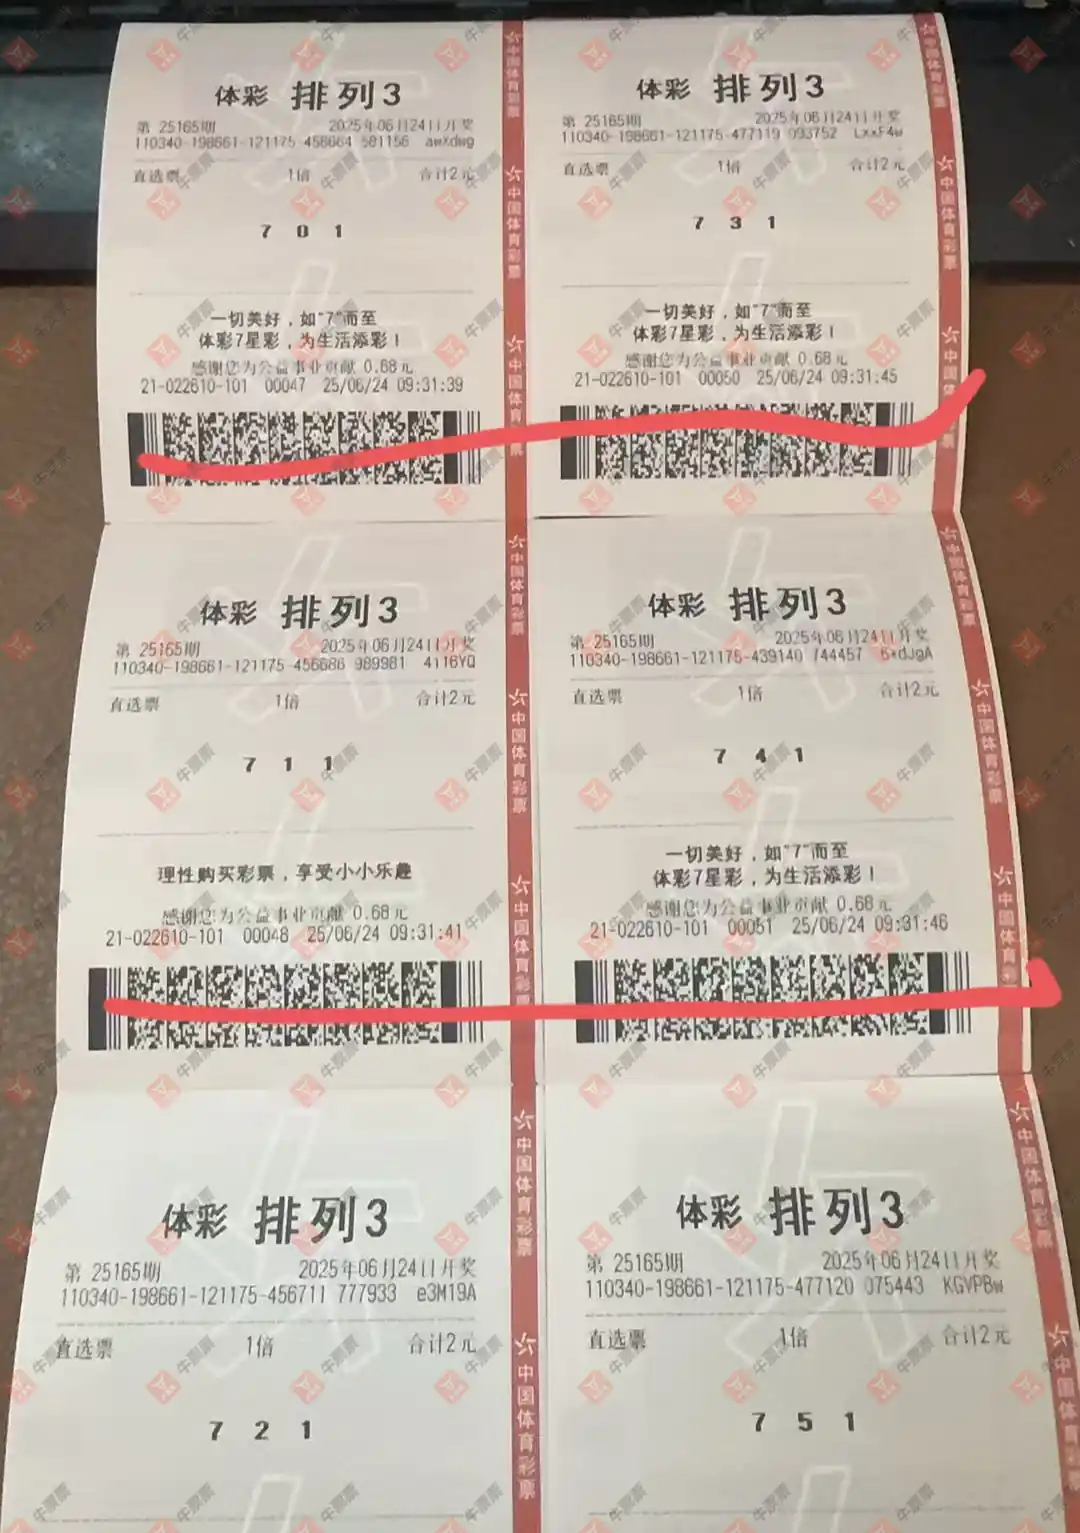 体彩 排列3
第 25165期 2025年06月24日开奖
110340-198661-121175-456664 581156 awXdwg
直选票 1倍 合计2元
7 0 1
一切美好，如"7"而至
体彩7星彩，为生活添彩！
感谢您为公益事业贡献 0.68元
21-022610-101 00047 25/06/24 09:31:39
体彩 排列3
第 25165期 2025年06月24日开奖
110340-198661-121175-477119 093752 LxxF4w
直选票 1倍 合计2元
7 3 1
一切美好，如"7"而至
体彩7星彩，为生活添彩！
感谢您为公益事业贡献 0.68元
21-022610-101 00050 25/06/24 09:31:45
体彩 排列3
第 25165期 2025年06月24日开奖
110340-198661-121175-456686 989981 4i16YQ
直选票 1倍 合计2元
7 1 1
理性购买彩票，享受小小乐趣
感谢您为公益事业贡献 0.68元
21-022610-101 00048 25/06/24 09:31:41
体彩 排列3
第 25165期 2025年06月24日开奖
110340-198661-121175-439140 744457 6+dJgA
直选票 1倍 合计2元
7 4 1
一切美好，如"7"而至
体彩7星彩，为生活添彩！
感谢您为公益事业贡献 0.68元
21-022610-101 00051 25/06/24 09:31:46
体彩 排列3
第 25165期 2025年06月24日开奖
110340-198661-121175-456711 777933 e3M19A
直选票 1倍 合计2元
7 2 1
体彩 排列3
第 25165期 2025年06月24日开奖
110340-198661-121175-477120 075443 KGVPBw
直选票 1倍 合计2元
7 5 1
中国体育彩票
牛票票